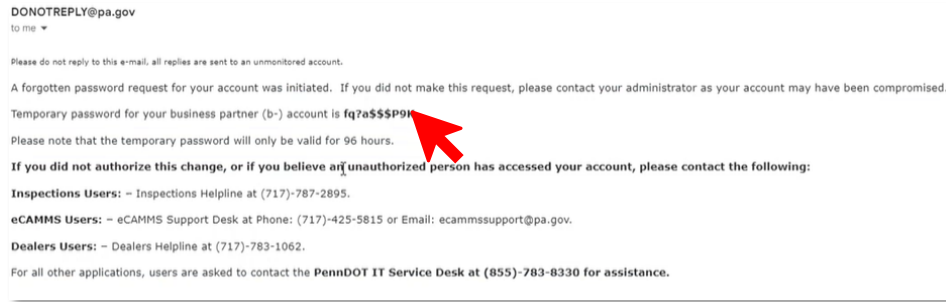 DONOTREPLY@pa.gov
to me
Please do not reply to this e-mail, all replies are sent to an unmonitored account.
A forgotten password request for your account was initiated. If you did not make this request, please contact your administrator as your account may have been compromised.
Temporary password for your business partner (b-) account is
Please note that the temporary password will only be valid for 96 hours.
If you did not authorize this change, or if you believe an unauthorized person has accessed your account, please contact the following:
Inspections Users: – Inspections Helpline at (717)-787-2895.
eCAMMS Users: – eCAMMS Support Desk at Phone: (717)-425-5815 or Email: ecammssupport@pa.gov.
Dealers Users: – Dealers Helpline at (717)-783-1062.
For all other applications, users are asked to contact the PennDOT IT Service Desk at (855)-783-8330 for assistance.